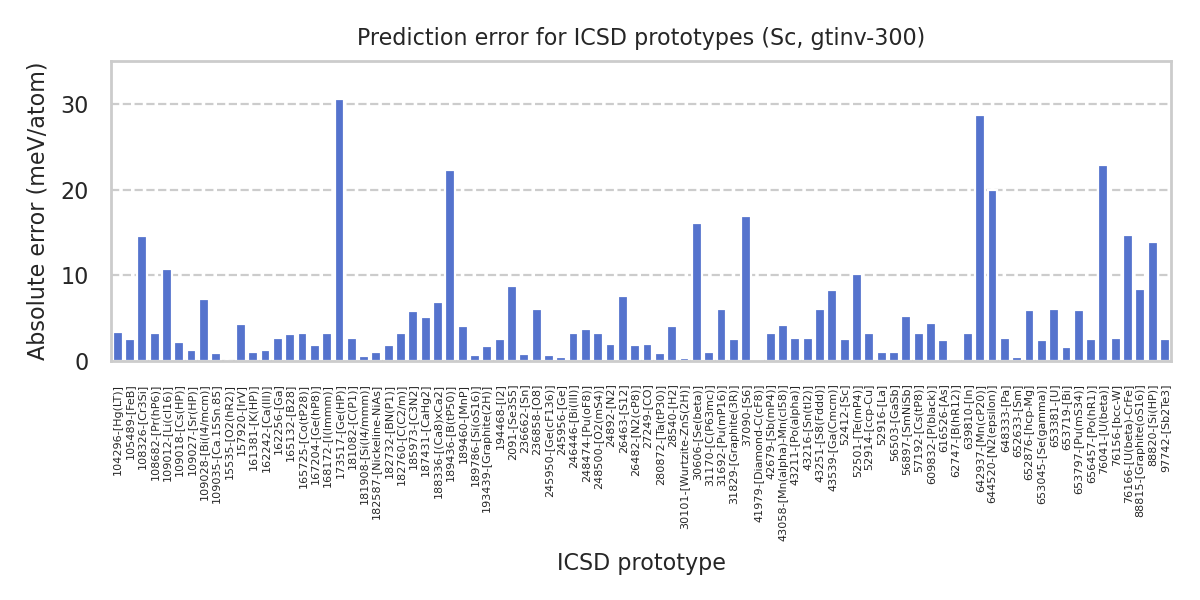 Prediction error for ICSD prototypes (Sc, gtinv-300)
Absolute error (meV/atom)
30
20
10
0
104296-[Hg(LT)]
105489-[FeB]
108326-[Cr3Si]
108682-[Pr(hP6)]
109012-[Li(cI16)]
109018-[Cs(HP)]
109027-[Sr(HP)]
109028-[Bi(I4/mcm)]
109035-[Ca.15Sn.85]
15535-[O2(hR2)]
157920-[IrV]
161381-[K(HP)]
162242-[Ca(III)]
162256-[Ga]
165132-[B28]
165725-[Co(tP28)]
167204-[Ge(hP8)]
168172-[I(Immm)]
173517-[Ge(HP)]
181082-[C(P1)]
181908-[Si(I4/mmm)]
182587-[Nickeline-NiAs]
182732-[BN(P1)]
182760-[C(C2/m)]
185973-[C3N2]
187431-[CaHg2]
188336-[(Ca8)xCa2]
189436-[B(tP50)]
189460-[MnP]
189786-[Si(oS16)]
193439-[Graphite(2H)]
194468-[I2]
2091-[Se3S5]
236662-[Sn]
236858-[O8]
245950-[Ge(cF136)]
245956-[Ge]
246446-[Bi(III)]
248474-[Pu(oF8)]
248500-[O2(mS4)]
24892-[N2]
26463-[S12]
26482-[N2(cP8)]
27249-[CO]
280872-[Ta(tP30)]
28540-[H2]
30101-[Wurtzite-ZnS(2H)]
30606-[Se(beta)]
31170-[C(P63mc)]
31692-[Pu(mP16)]
31829-[Graphite(3R)]
37090-[S6]
41979-[Diamond-C(cF8)]
42679-[Sb(mP4)]
43058-[Mn(alpha)-Mn(cI58)]
43211-[Po(alpha)]
43216-[Sn(tI2)]
43251-[S8(Fddd)]
43539-[Ga(Cmcm)]
52412-[Sc]
52501-[Te(mP4)]
52914-[fcc-Cu]
52916-[La]
56503-[GaSb]
56897-[SmNiSb]
57192-[Cs(tP8)]
609832-[P(black)]
616526-[As]
62747-[B(hR12)]
639810-[In]
642937-[Mn(cP20)]
644520-[N2(epsilon)]
648333-[Pa]
652633-[Sm]
652876-[hcp-Mg]
653045-[Se(gamma)]
653381-[U]
653719-[Bi]
653797-[Pu(mS34)]
656457-[Po(hR1)]
76041-[U(beta)]
76156-[bcc-W]
76166-[U(beta)-CrFe]
88815-[Graphite(oS16)]
88820-[Si(HP)]
97742-[Sb2Te3]
ICSD prototype